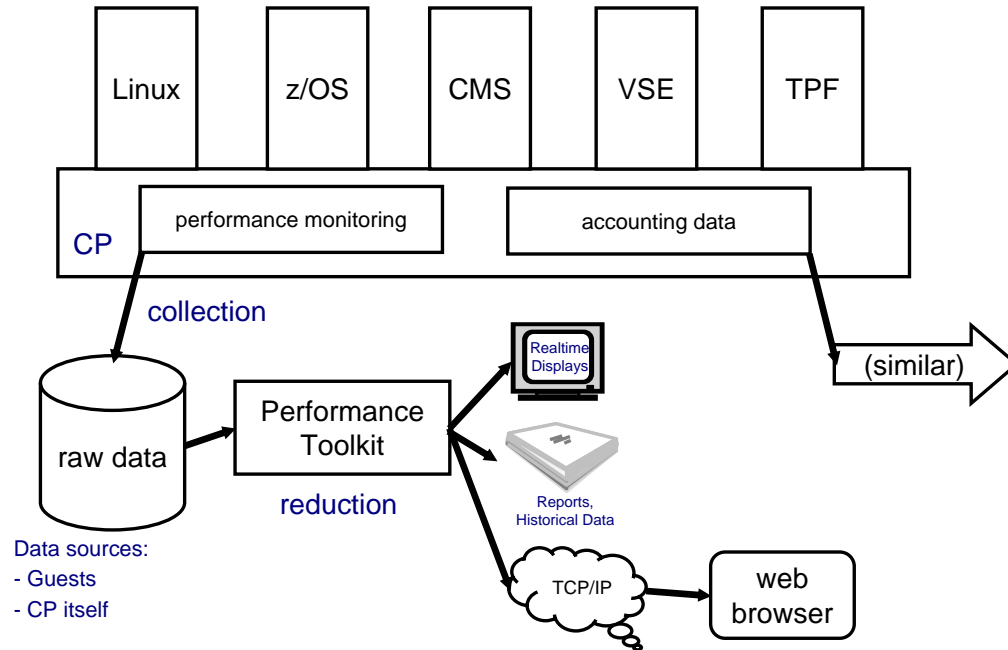 Linux
z/OS
CMS
VSE
TPF
performance monitoring
accounting data
CP
collection
Realtime
Displays
(similar)
raw data
Performance
Toolkit
reduction
Reports,
Historical Data
Data sources:
- Guests
- CP itself
TCP/IP
web
browser